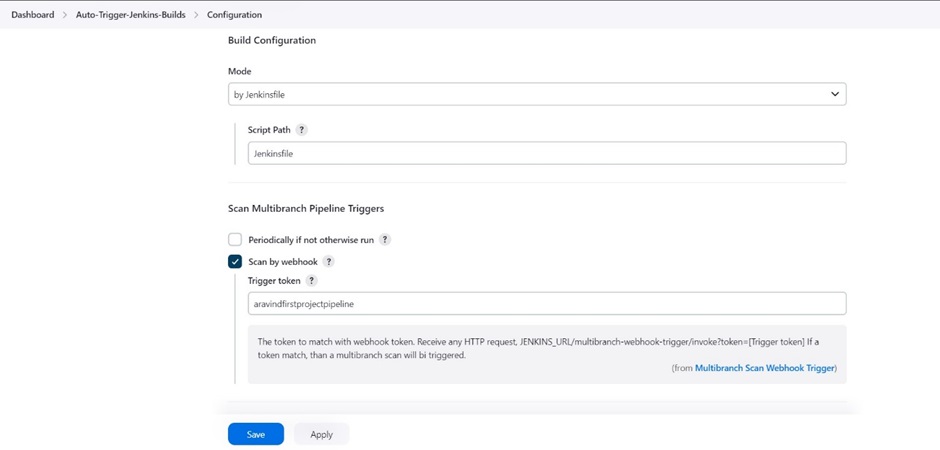 Dashboard > Auto-Trigger-Jenkins-Builds > Configuration
Build Configuration
Mode
by Jenkinsfile
Script Path ?
Jenkinsfile
Scan Multibranch Pipeline Triggers
Periodically if not otherwise run ?
Scan by webhook ?
Trigger token ?
aravindfirstprojectpipeline
The token to match with webhook token. Receive any HTTP request, JENKINS_URL/multibranch-webhook-trigger/invoke?token=[Trigger token] If a
token match, than a multibranch scan will bi triggered.
(from Multibranch Scan Webhook Trigger)
Save Apply